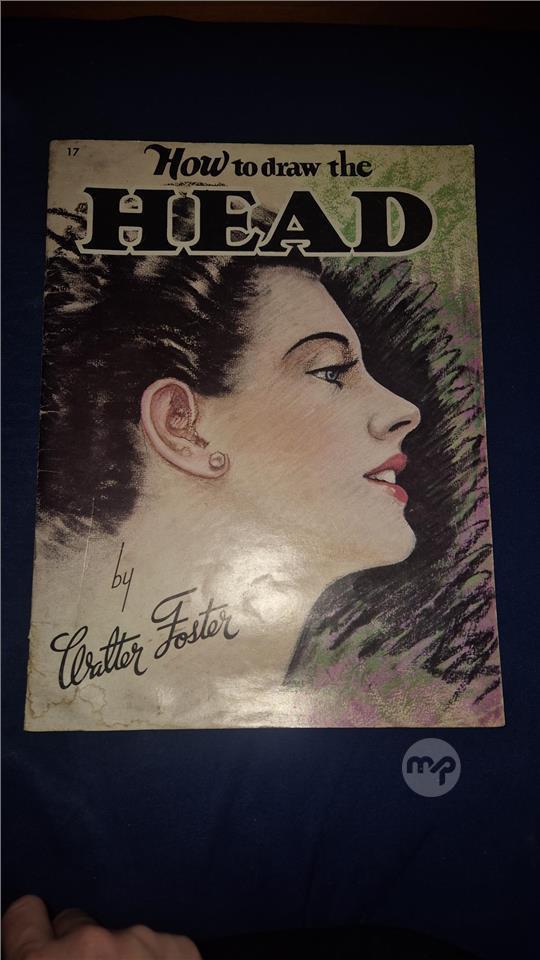 17
How to draw the
HEAD
by
Walter Foster
mp